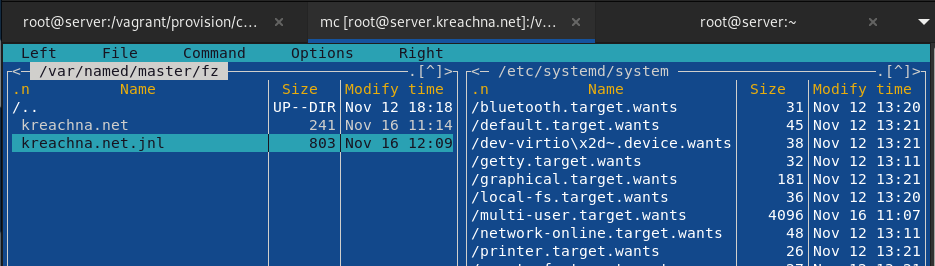 root@server:/vagrant/provision/c... × mc [root@server.kreachna.net]:/v... × root@server:~ ×
Left File Command Options Right
<─ /var/named/master/fz .[^]> <─ /etc/systemd/system .[^]>
.n Name Size Modify time .n Name Size Modify time
/.. UP--DIR Nov 12 18:18 /bluetooth.target.wants 31 Nov 12 13:20
kreachna.net 241 Nov 16 11:14 /default.target.wants 45 Nov 12 13:21
kreachna.net.jnl 803 Nov 16 12:09 /dev-virtio\x2d~.device.wants 38 Nov 12 13:21
/getty.target.wants 32 Nov 12 13:11
/graphical.target.wants 181 Nov 12 13:21
/local-fs.target.wants 36 Nov 12 13:20
/multi-user.target.wants 4096 Nov 16 11:07
/network-online.target.wants 48 Nov 12 13:11
/printer.target.wants 26 Nov 12 13:21